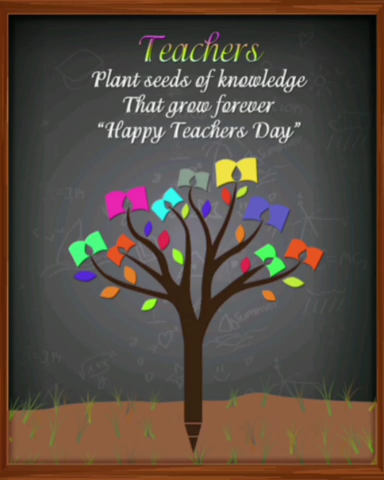 Teachers
Plant seeds of knowledge
That grow forever
“Happy Teachers Day”